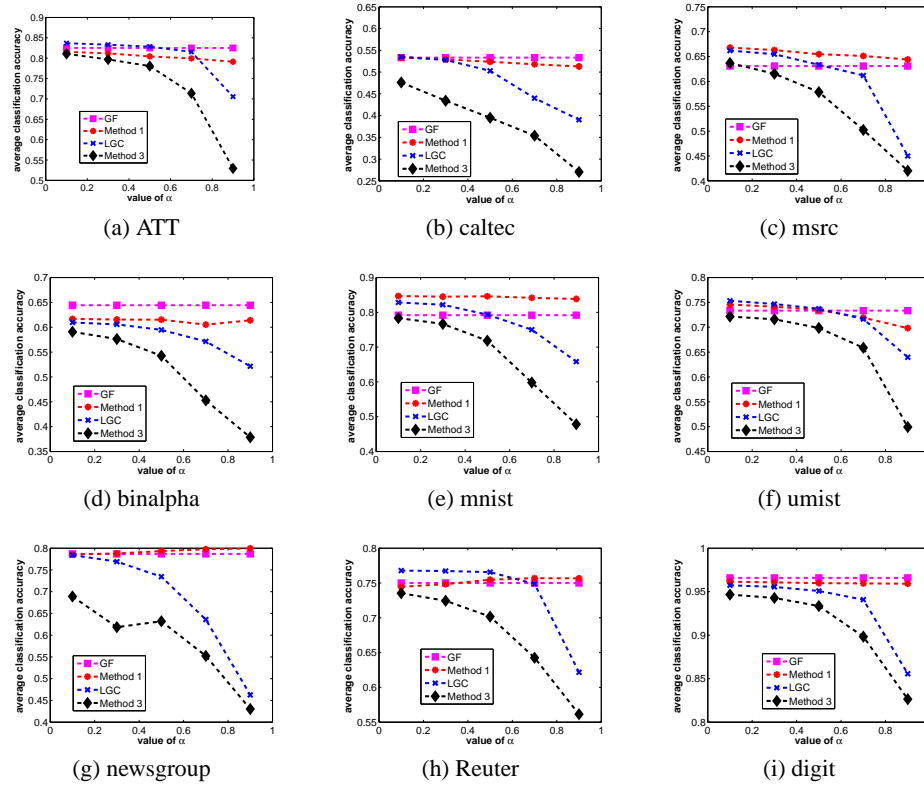 0.9
0.85
0.8
0.75
0.7
0.65
0.6
0.55
0.5
average classification accuracy
GF
Method 1
LGC
Method 3
0 0.2 0.4 0.6 0.8 1
value of α
(a) ATT
0.65
0.6
0.55
0.5
0.45
0.4
0.35
0.3
0.25
average classification accuracy
GF
Method 1
LGC
Method 3
0 0.2 0.4 0.6 0.8 1
value of α
(b) caltec
0.75
0.7
0.65
0.6
0.55
0.5
0.45
0.4
average classification accuracy
GF
Method 1
LGC
Method 3
0 0.2 0.4 0.6 0.8
value of α
(c) msrc
0.7
0.65
0.6
0.55
0.5
0.45
0.4
0.35
average classification accuracy
GF
Method 1
LGC
Method 3
0 0.2 0.4 0.6 0.8 1
value of α
(d) binalpha
0.9
0.8
0.7
0.6
0.5
0.4
average classification accuracy
GF
Method 1
LGC
Method 3
0 0.2 0.4 0.6 0.8 1
value of α
(e) mnist
0.8
0.75
0.7
0.65
0.6
0.55
0.5
0.45
average classification accuracy
GF
Method 1
LGC
Method 3
0 0.2 0.4 0.6 0.8
value of α
(f) umist
0.8
0.75
0.7
0.65
0.6
0.55
0.5
0.45
0.4
average classification accuracy
GF
Method 1
LGC
Method 3
0 0.2 0.4 0.6 0.8 1
value of α
(g) newsgroup
0.8
0.75
0.7
0.65
0.6
0.55
average classification accuracy
GF
Method 1
LGC
Method 3
0 0.2 0.4 0.6 0.8 1
value of α
(h) Reuter
1
0.95
0.9
0.85
0.8
average classification accuracy
GF
Method 1
LGC
Method 3
0 0.2 0.4 0.6 0.8
value of α
(i) digit